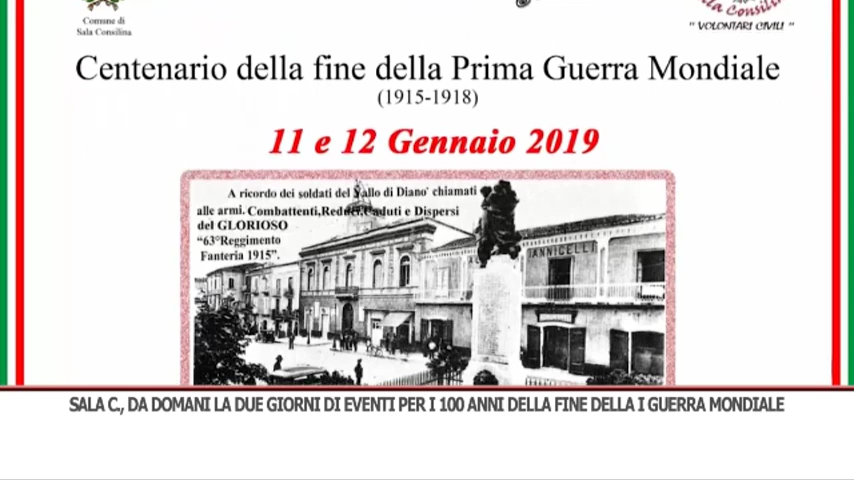 Comune di
Sala Consilina
Sala Consilina
" VOLONTARI CIVILI "
Centenario della fine della Prima Guerra Mondiale
(1915-1918)
11 e 12 Gennaio 2019
A ricordo dei soldati del Vallo di Diano' chiamati
alle armi. Combattenti,Reduci,Caduti e Dispersi
del GLORIOSO
"63°Reggimento
Fanteria 1915".
IANNICELLI
SALA C., DA DOMANI LA DUE GIORNI DI EVENTI PER I 100 ANNI DELLA FINE DELLA I GUERRA MONDIALE